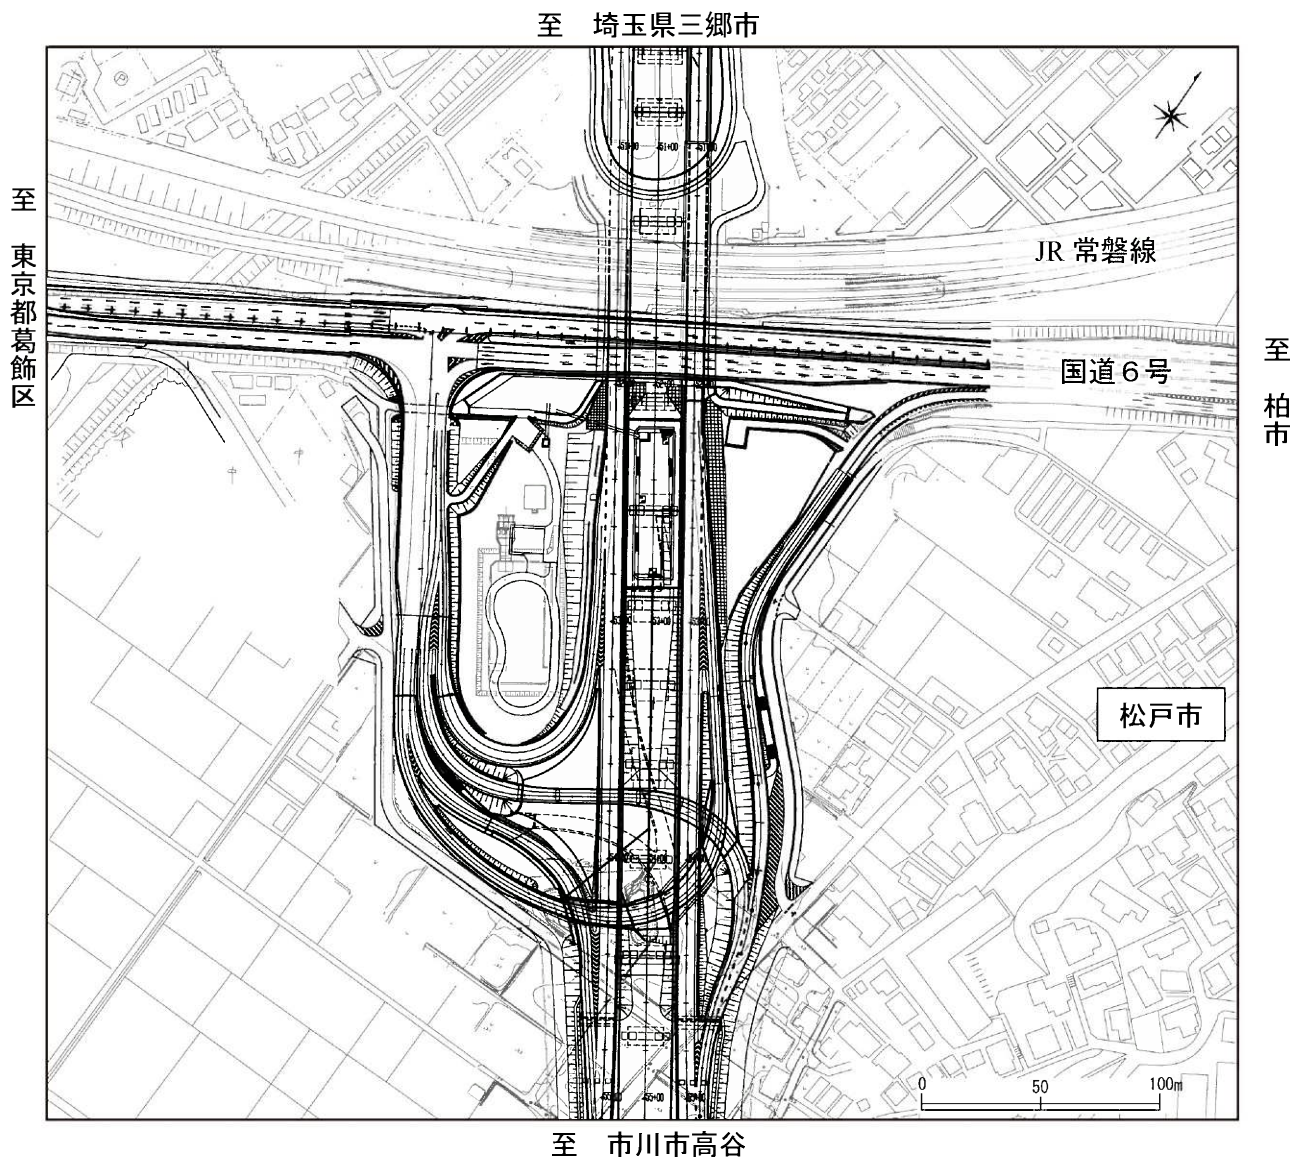 至　埼玉県三郷市
至　東京都葛飾区
JR 常磐線
国道６号
至　柏市
松戸市
0 50 100m
至　市川市高谷